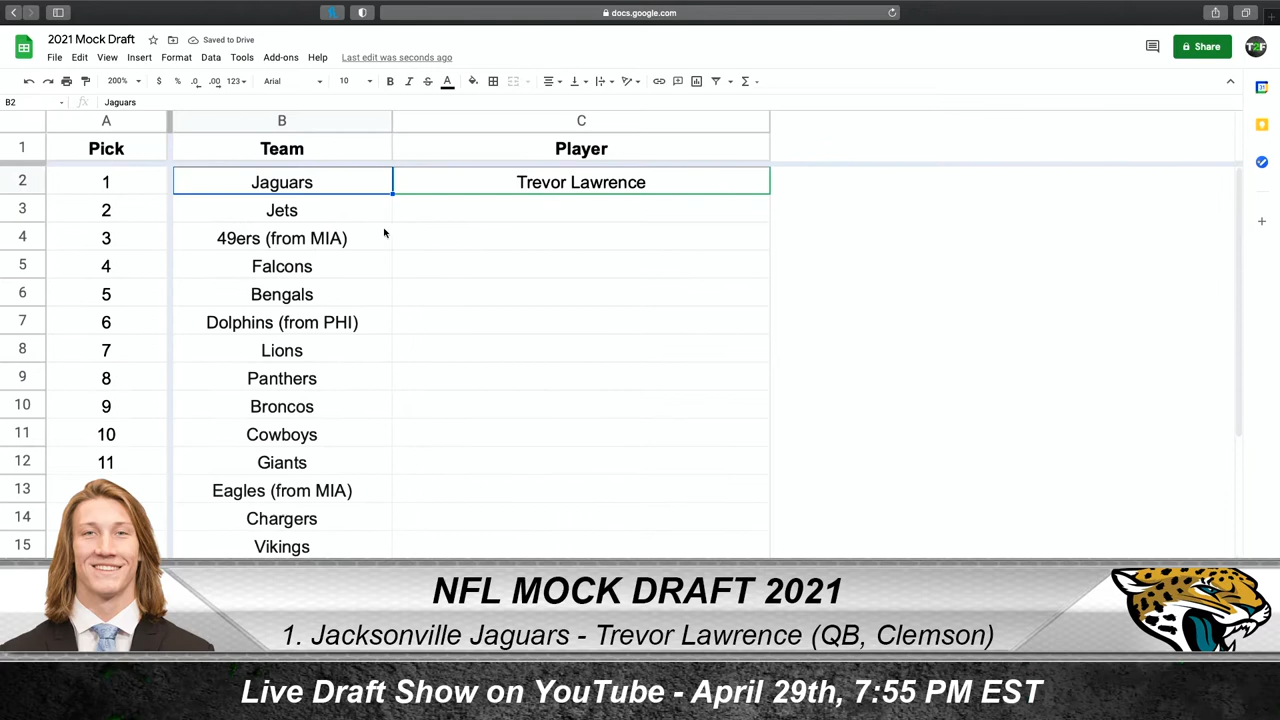 docs.google.com
2021 Mock Draft
Saved to Drive
File Edit View Insert Format Data Tools Add-ons Help Last edit was seconds ago
Share
T2F
200% $ % .0 .00 123 Arial 10 B I S A
B2 fx Jaguars
A B C
1 Pick Team Player
2 1 Jaguars Trevor Lawrence
3 2 Jets
4 3 49ers (from MIA)
5 4 Falcons
6 5 Bengals
7 6 Dolphins (from PHI)
8 7 Lions
9 8 Panthers
10 9 Broncos
11 10 Cowboys
12 11 Giants
13 Eagles (from MIA)
14 Chargers
15 Vikings
NFL MOCK DRAFT 2021
1. Jacksonville Jaguars - Trevor Lawrence (QB, Clemson)
Live Draft Show on YouTube - April 29th, 7:55 PM EST